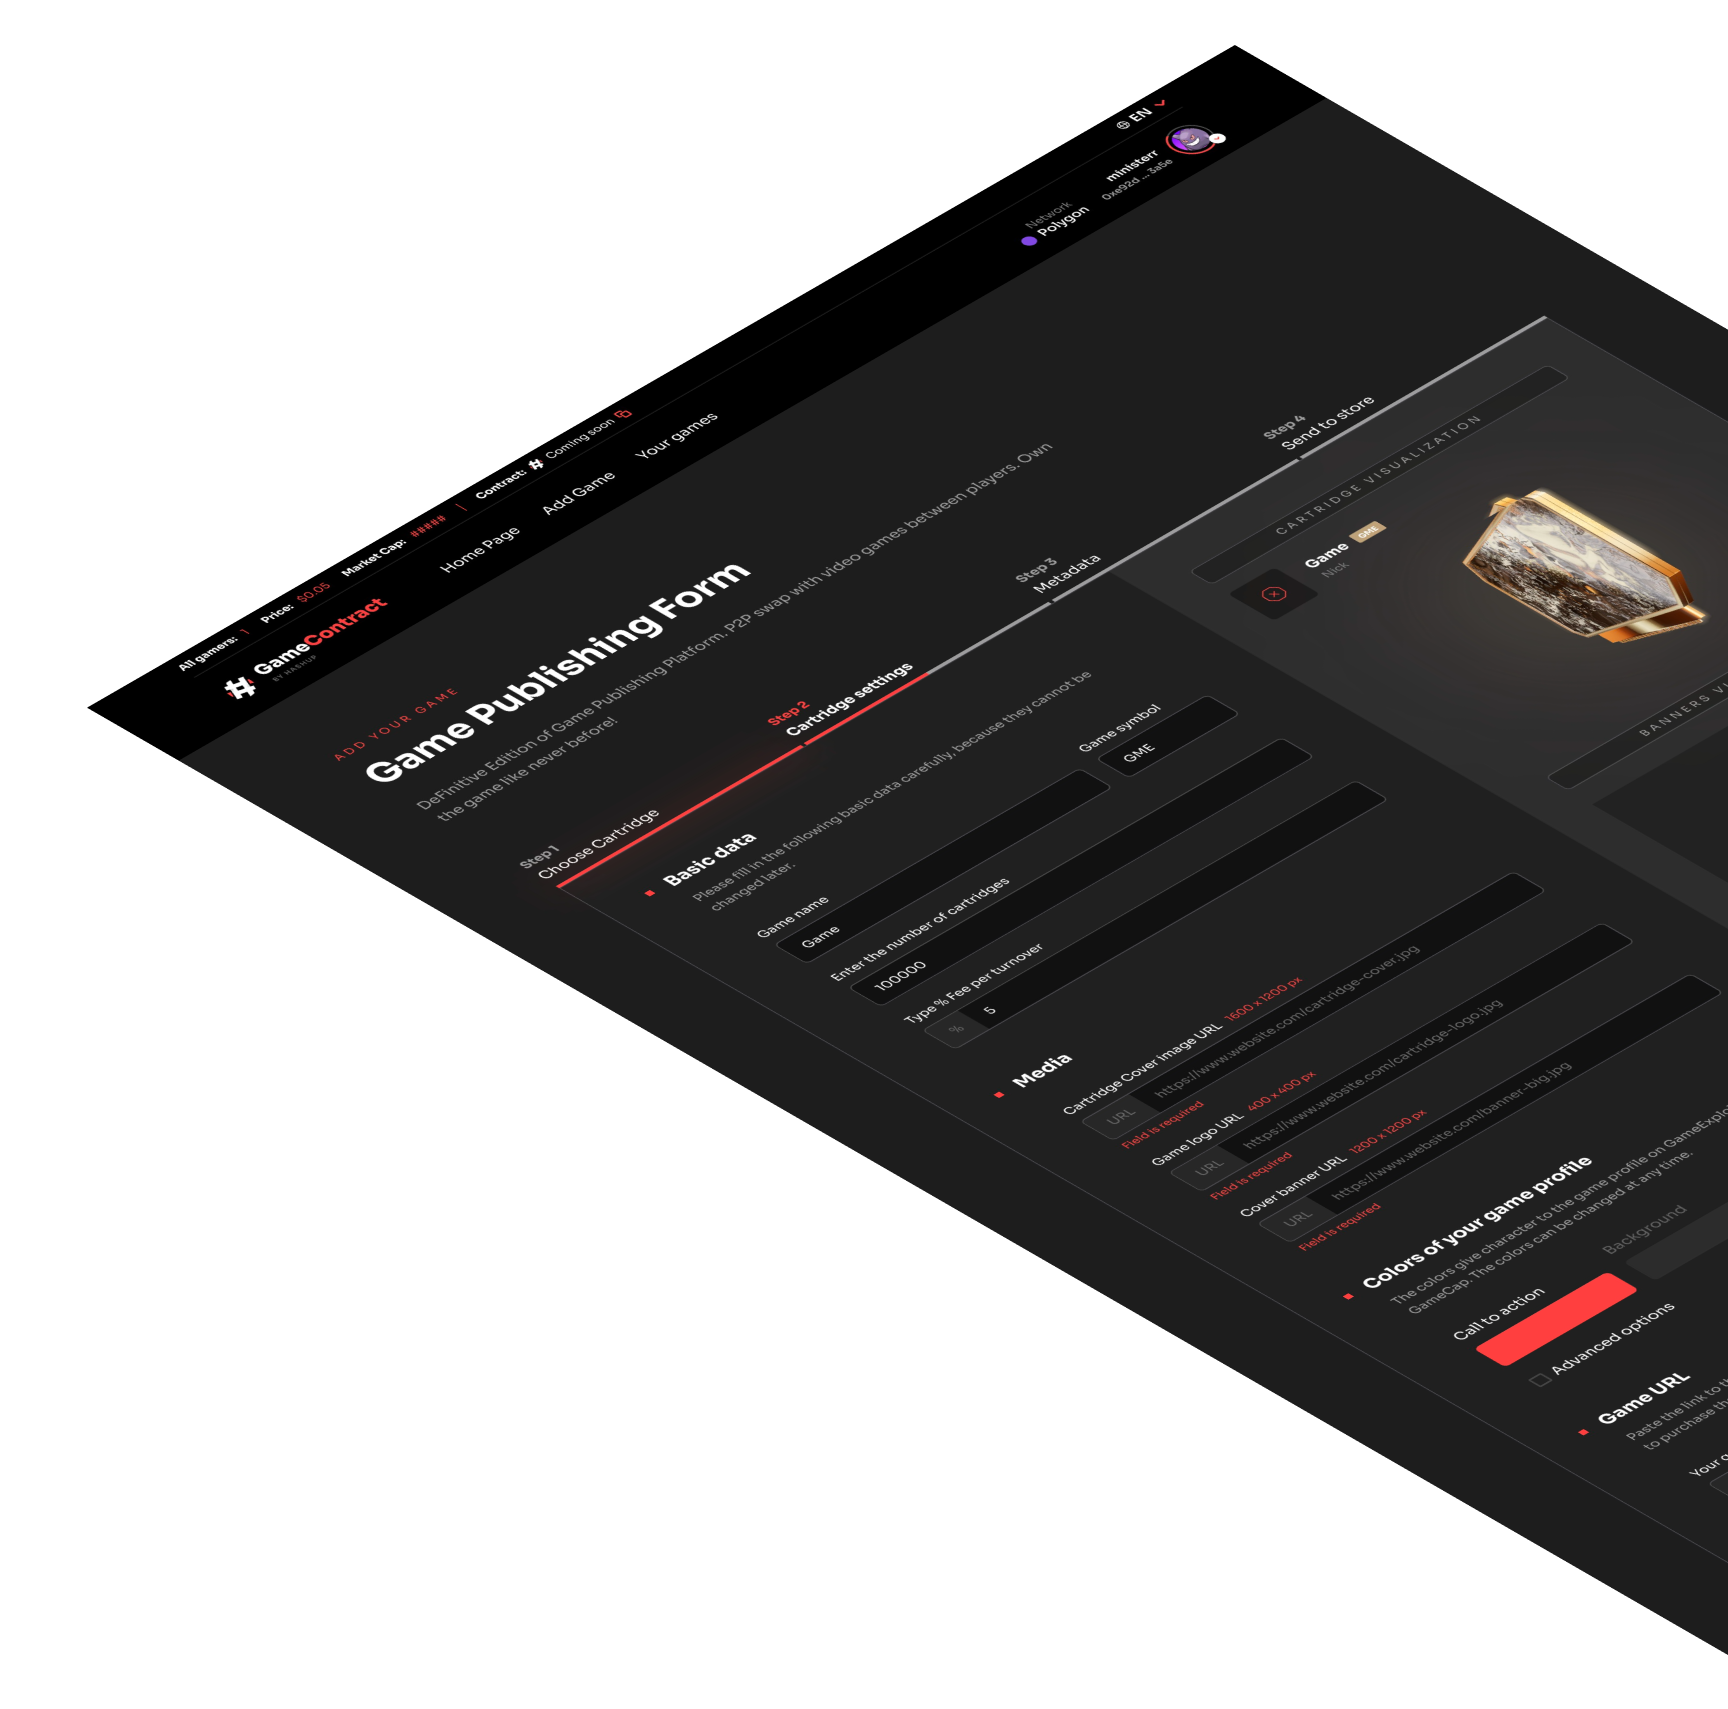 All gamers: 1 Price: $0.05 Market Cap: ##### | Contract: # Coming soon
EN
# GameContract
BY HASHUP
Home Page
Add Game
Your games
Network
Polygon
ministerr
0xe92d ... 3a5e
ADD YOUR GAME
Game Publishing Form
DeFinitive Edition of Game Publishing Platform. P2P swap with video games between players. Own
the game like never before!
Step 1
Choose Cartridge
Step 2
Cartridge settings
Step 3
Metadata
Step 4
Send to store
Basic data
Please fill in the following basic data carefully, because they cannot be
changed later.
Game name
Game
Game symbol
GME
Enter the number of cartridges
100000
Type % Fee per turnover
% 5
Media
Cartridge Cover image URL 1600 x 1200 px
URL https://www.website.com/cartridge-cover.jpg
Field is required
Game logo URL 400 x 400 px
URL https://www.website.com/cartridge-logo.jpg
Field is required
Cover banner URL 1200 x 1200 px
URL https://www.website.com/banner-big.jpg
Field is required
Colors of your game profile
The colors give character to the game profile on GameExplo
GameCap. The colors can be changed at any time.
Call to action
Background
Advanced options
Game URL
Paste the link to th
to purchase th
Your g
CARTRIDGE VISUALIZATION
Game GME
Nick
BANNERS VI